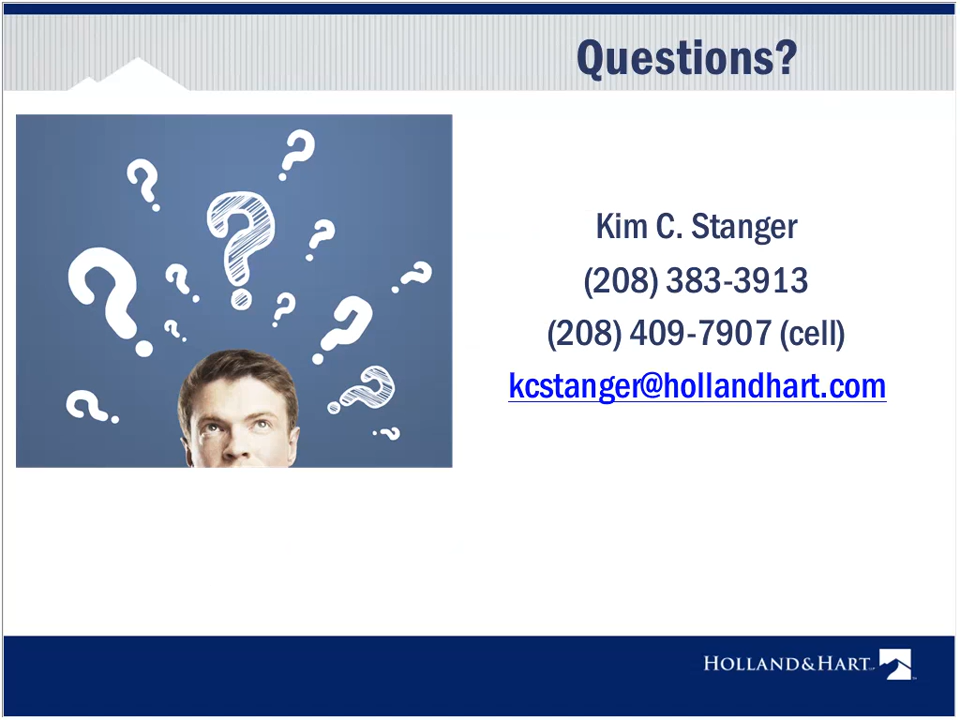 Questions?
Kim C. Stanger
(208) 383-3913
(208) 409-7907 (cell)
kcstanger@hollandhart.com
HOLLAND&HART